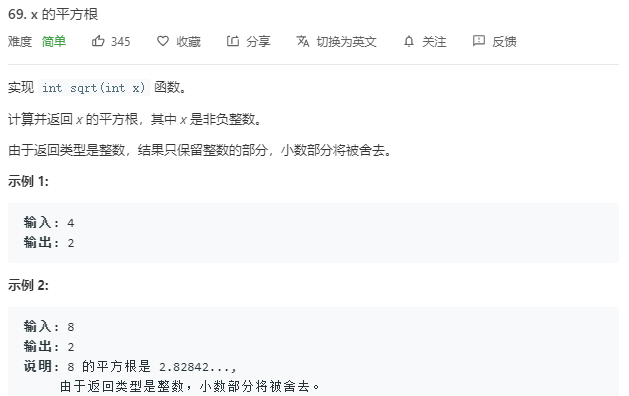 69. x 的平方根
难度 简单 345 收藏 分享 切换为英文 关注 反馈
实现 int sqrt(int x) 函数。
计算并返回 x 的平方根，其中 x 是非负整数。
由于返回类型是整数，结果只保留整数的部分，小数部分将被舍去。
示例 1:
输入: 4
输出: 2
示例 2:
输入: 8
输出: 2
说明: 8 的平方根是 2.82842...,
由于返回类型是整数，小数部分将被舍去。